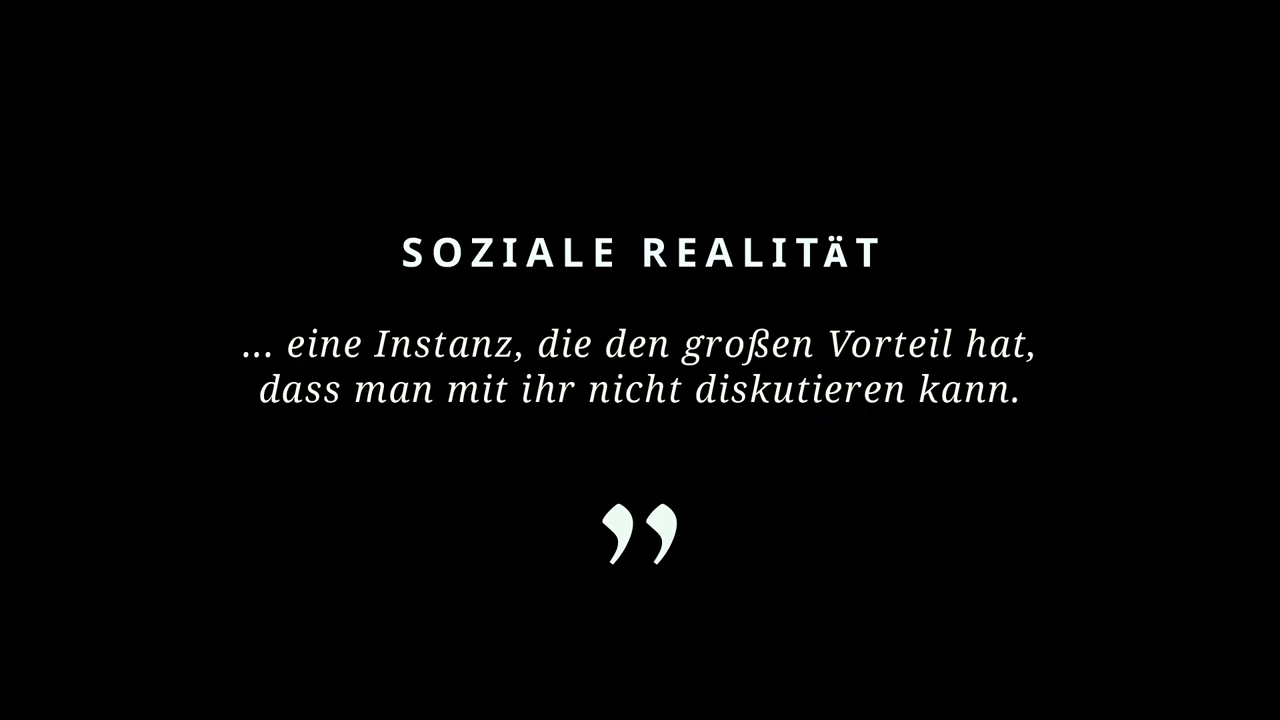 SOZIALE REALITÄT
... eine Instanz, die den großen Vorteil hat,
dass man mit ihr nicht diskutieren kann.
”